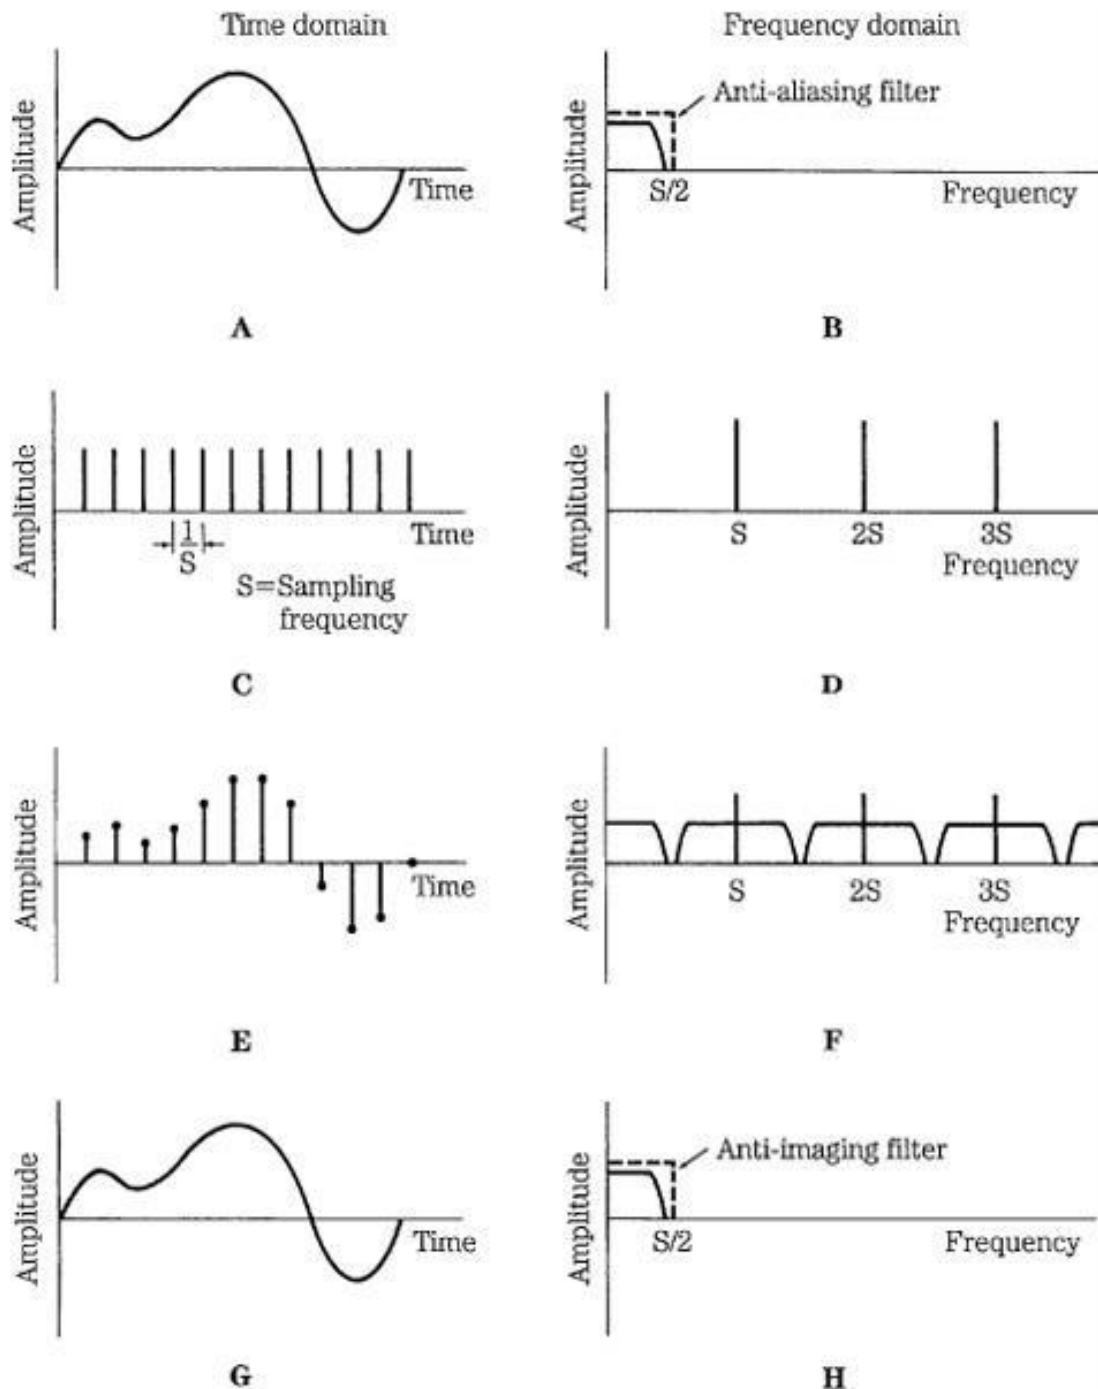 Time domain
Frequency domain
Amplitude
Time
A
Amplitude
Anti-aliasing filter
S/2
Frequency
B
Amplitude
Time
1
S
S=Sampling
frequency
C
Amplitude
S
2S
3S
Frequency
D
Amplitude
Time
E
Amplitude
S
2S
3S
Frequency
F
Amplitude
Time
G
Amplitude
Anti-imaging filter
S/2
Frequency
H